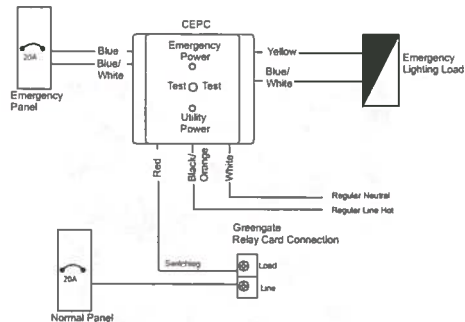 CEPC
Emergency
Power
Test Test
Utility
Power
20A
Emergency
Panel
Blue
Blue/
White
Yellow
Blue/
White
Emergency
Lighting Load
Red
Black/
Orange
White
Regular Neutral
Regular Line Hot
Greengate
Relay Card Connection
Switching
Load
Line
20A
Normal Panel